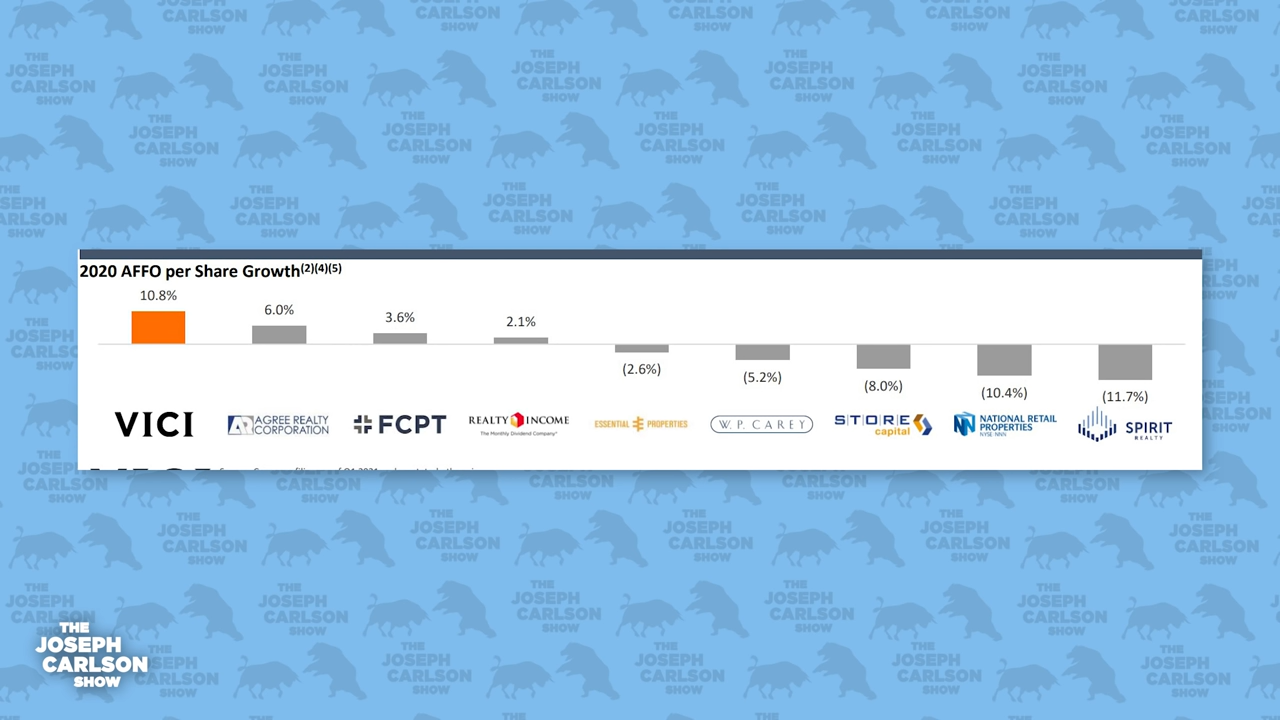 2020 AFFO per Share Growth(2)(4)(5)
10.8%
6.0%
3.6%
2.1%
(2.6%)
(5.2%)
(8.0%)
(10.4%)
(11.7%)
VICI
AGREE REALTY
CORPORATION
FCPT
REALTY INCOME
The Monthly Dividend Company®
ESSENTIAL PROPERTIES
W. P. CAREY
STORE
capital
NATIONAL RETAIL
PROPERTIES
NYSE: NNN
SPIRIT
REALTY
THE
JOSEPH
CARLSON
SHOW